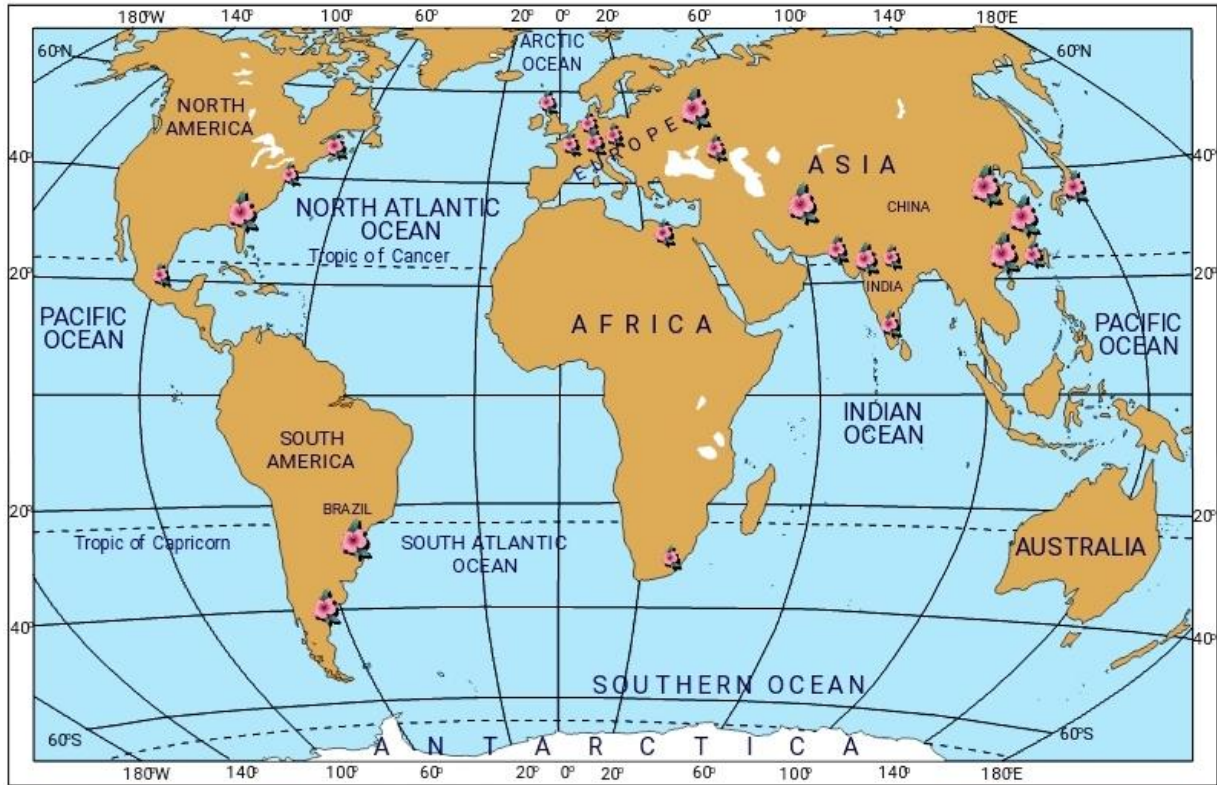 180°W 140° 100° 60° 20° 0° 20° 60° 100° 140° 180°E
60°N
ARCTIC
OCEAN
60°N
NORTH
AMERICA
EUROPE
40°
ASIA
40°
CHINA
NORTH ATLANTIC
OCEAN
Tropic of Cancer
20°
20°
INDIA
PACIFIC
OCEAN
AFRICA
PACIFIC
OCEAN
INDIAN
OCEAN
SOUTH
AMERICA
BRAZIL
20°
20°
Tropic of Capricorn
SOUTH ATLANTIC
OCEAN
AUSTRALIA
40°
40°
SOUTHERN OCEAN
60°S
60°S
ANTARCTICA
180°W 140° 100° 60° 20° 0° 20° 60° 100° 140° 180°E